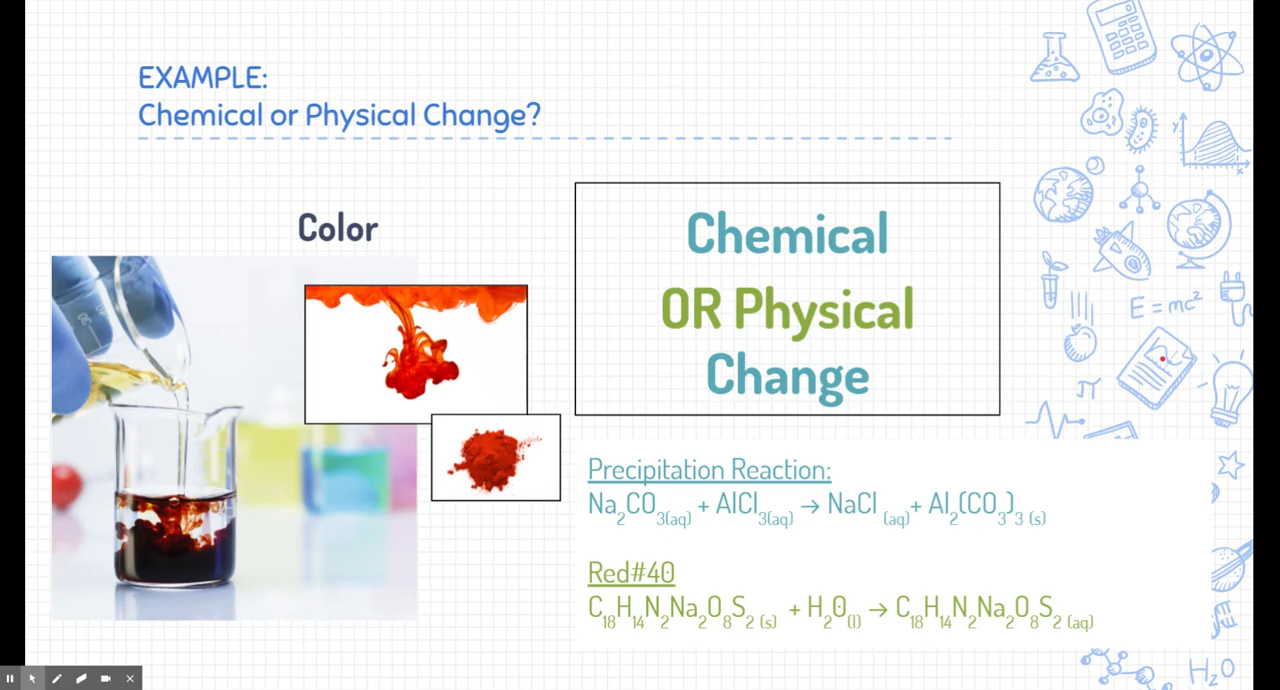 EXAMPLE:
Chemical or Physical Change?
Color
Chemical
OR Physical
Change
Precipitation Reaction:
Na₂CO₃(aq) + AlCl₃(aq) → NaCl (aq)+ Al₂(CO₃)₃ (s)
Red#40
C₁₈H₁₄N₂Na₂O₈S₂ (s) + H₂O(l) → C₁₈H₁₄N₂Na₂O₈S₂ (aq)
y
x
E=mc²
π
H₂O